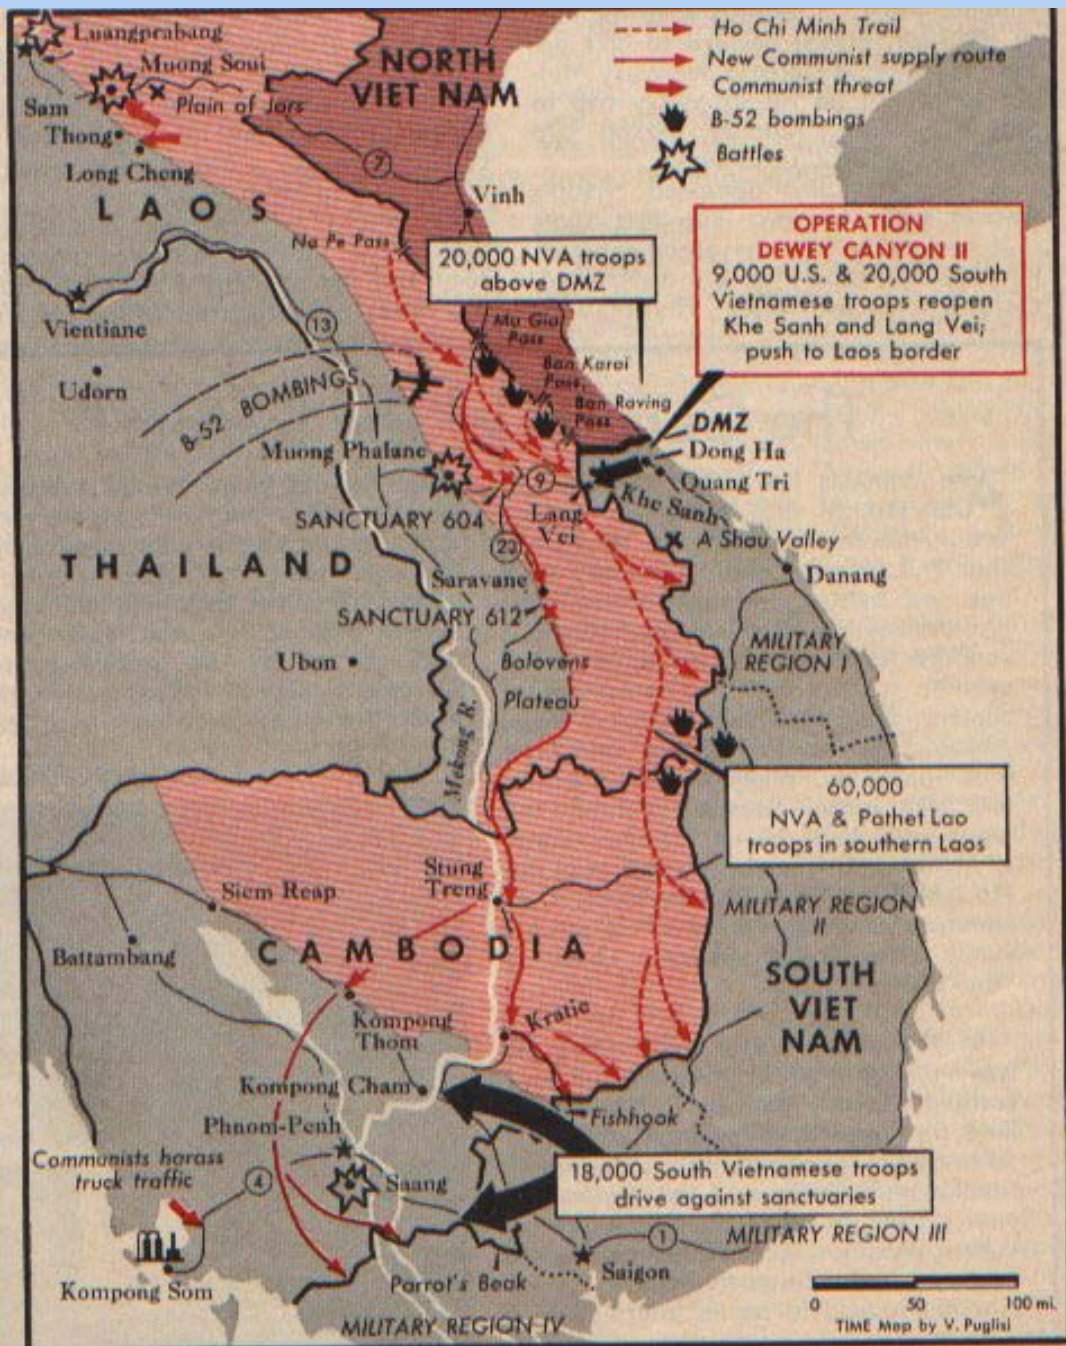 Ho Chi Minh Trail
New Communist supply route
Communist threat
B-52 bombings
Battles
Luangprabang
Muong Soui
Plain of Jars
Sam
Thong
Long Cheng
NORTH
VIET NAM
7
Vinh
LAOS
Na Pe Pass
20,000 NVA troops
above DMZ
OPERATION
DEWEY CANYON II
9,000 U.S. & 20,000 South
Vietnamese troops reopen
Khe Sanh and Lang Vei;
push to Laos border
Vientiane
13
Udorn
B-52 BOMBINGS
Mu Gia
Pass
Ban Karai
Pass
Ban Raving
Pass
DMZ
Dong Ha
Quang Tri
Khe Sanh
Muong Phalane
9
Lang
Vei
SANCTUARY 604
23
A Shau Valley
Danang
THAILAND
Saravane
SANCTUARY 612
Ubon
Bolovens
Plateau
Mekong R.
MILITARY
REGION I
60,000
NVA & Pathet Lao
troops in southern Laos
Stung
Treng
Siem Reap
Battambang
CAMBODIA
MILITARY REGION
II
SOUTH
VIET
NAM
Kompong
Thom
Kratie
Kompong Cham
Phnom-Penh
Fishhook
Communists harass
truck traffic
4
Saang
18,000 South Vietnamese troops
drive against sanctuaries
1
MILITARY REGION III
Kompong Som
Parrot's Beak
Saigon
MILITARY REGION IV
0 50 100 mi.
TIME Map by V. Puglisi